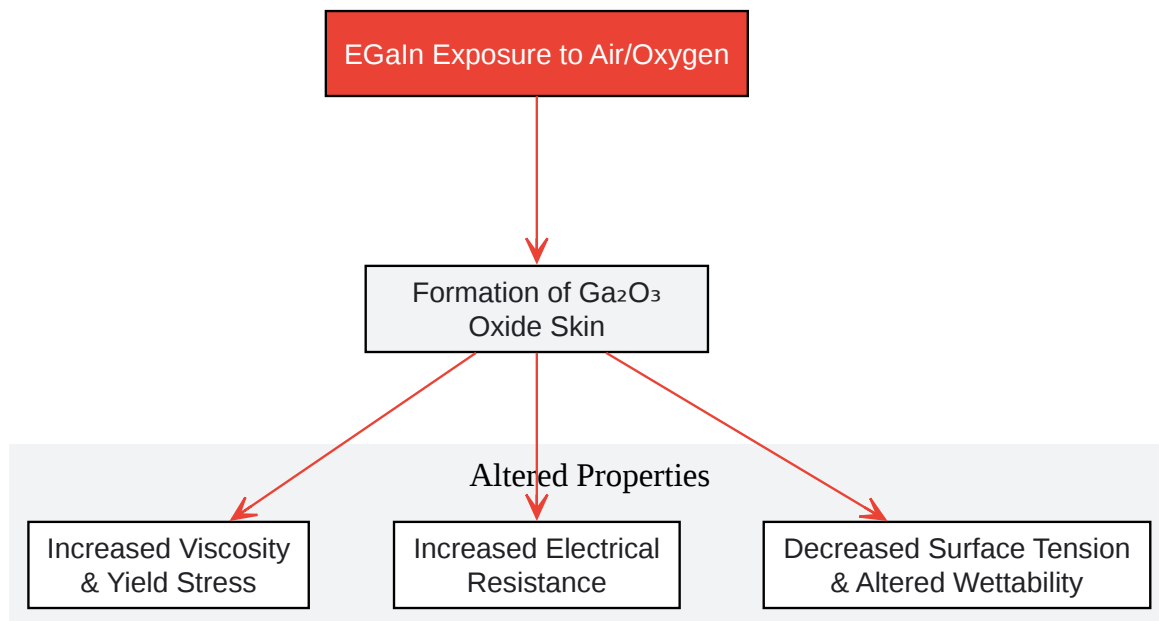 EGaIn Exposure to Air/Oxygen
Formation of Ga₂O₃
Oxide Skin
Altered Properties
Increased Viscosity
& Yield Stress
Increased Electrical
Resistance
Decreased Surface Tension
& Altered Wettability